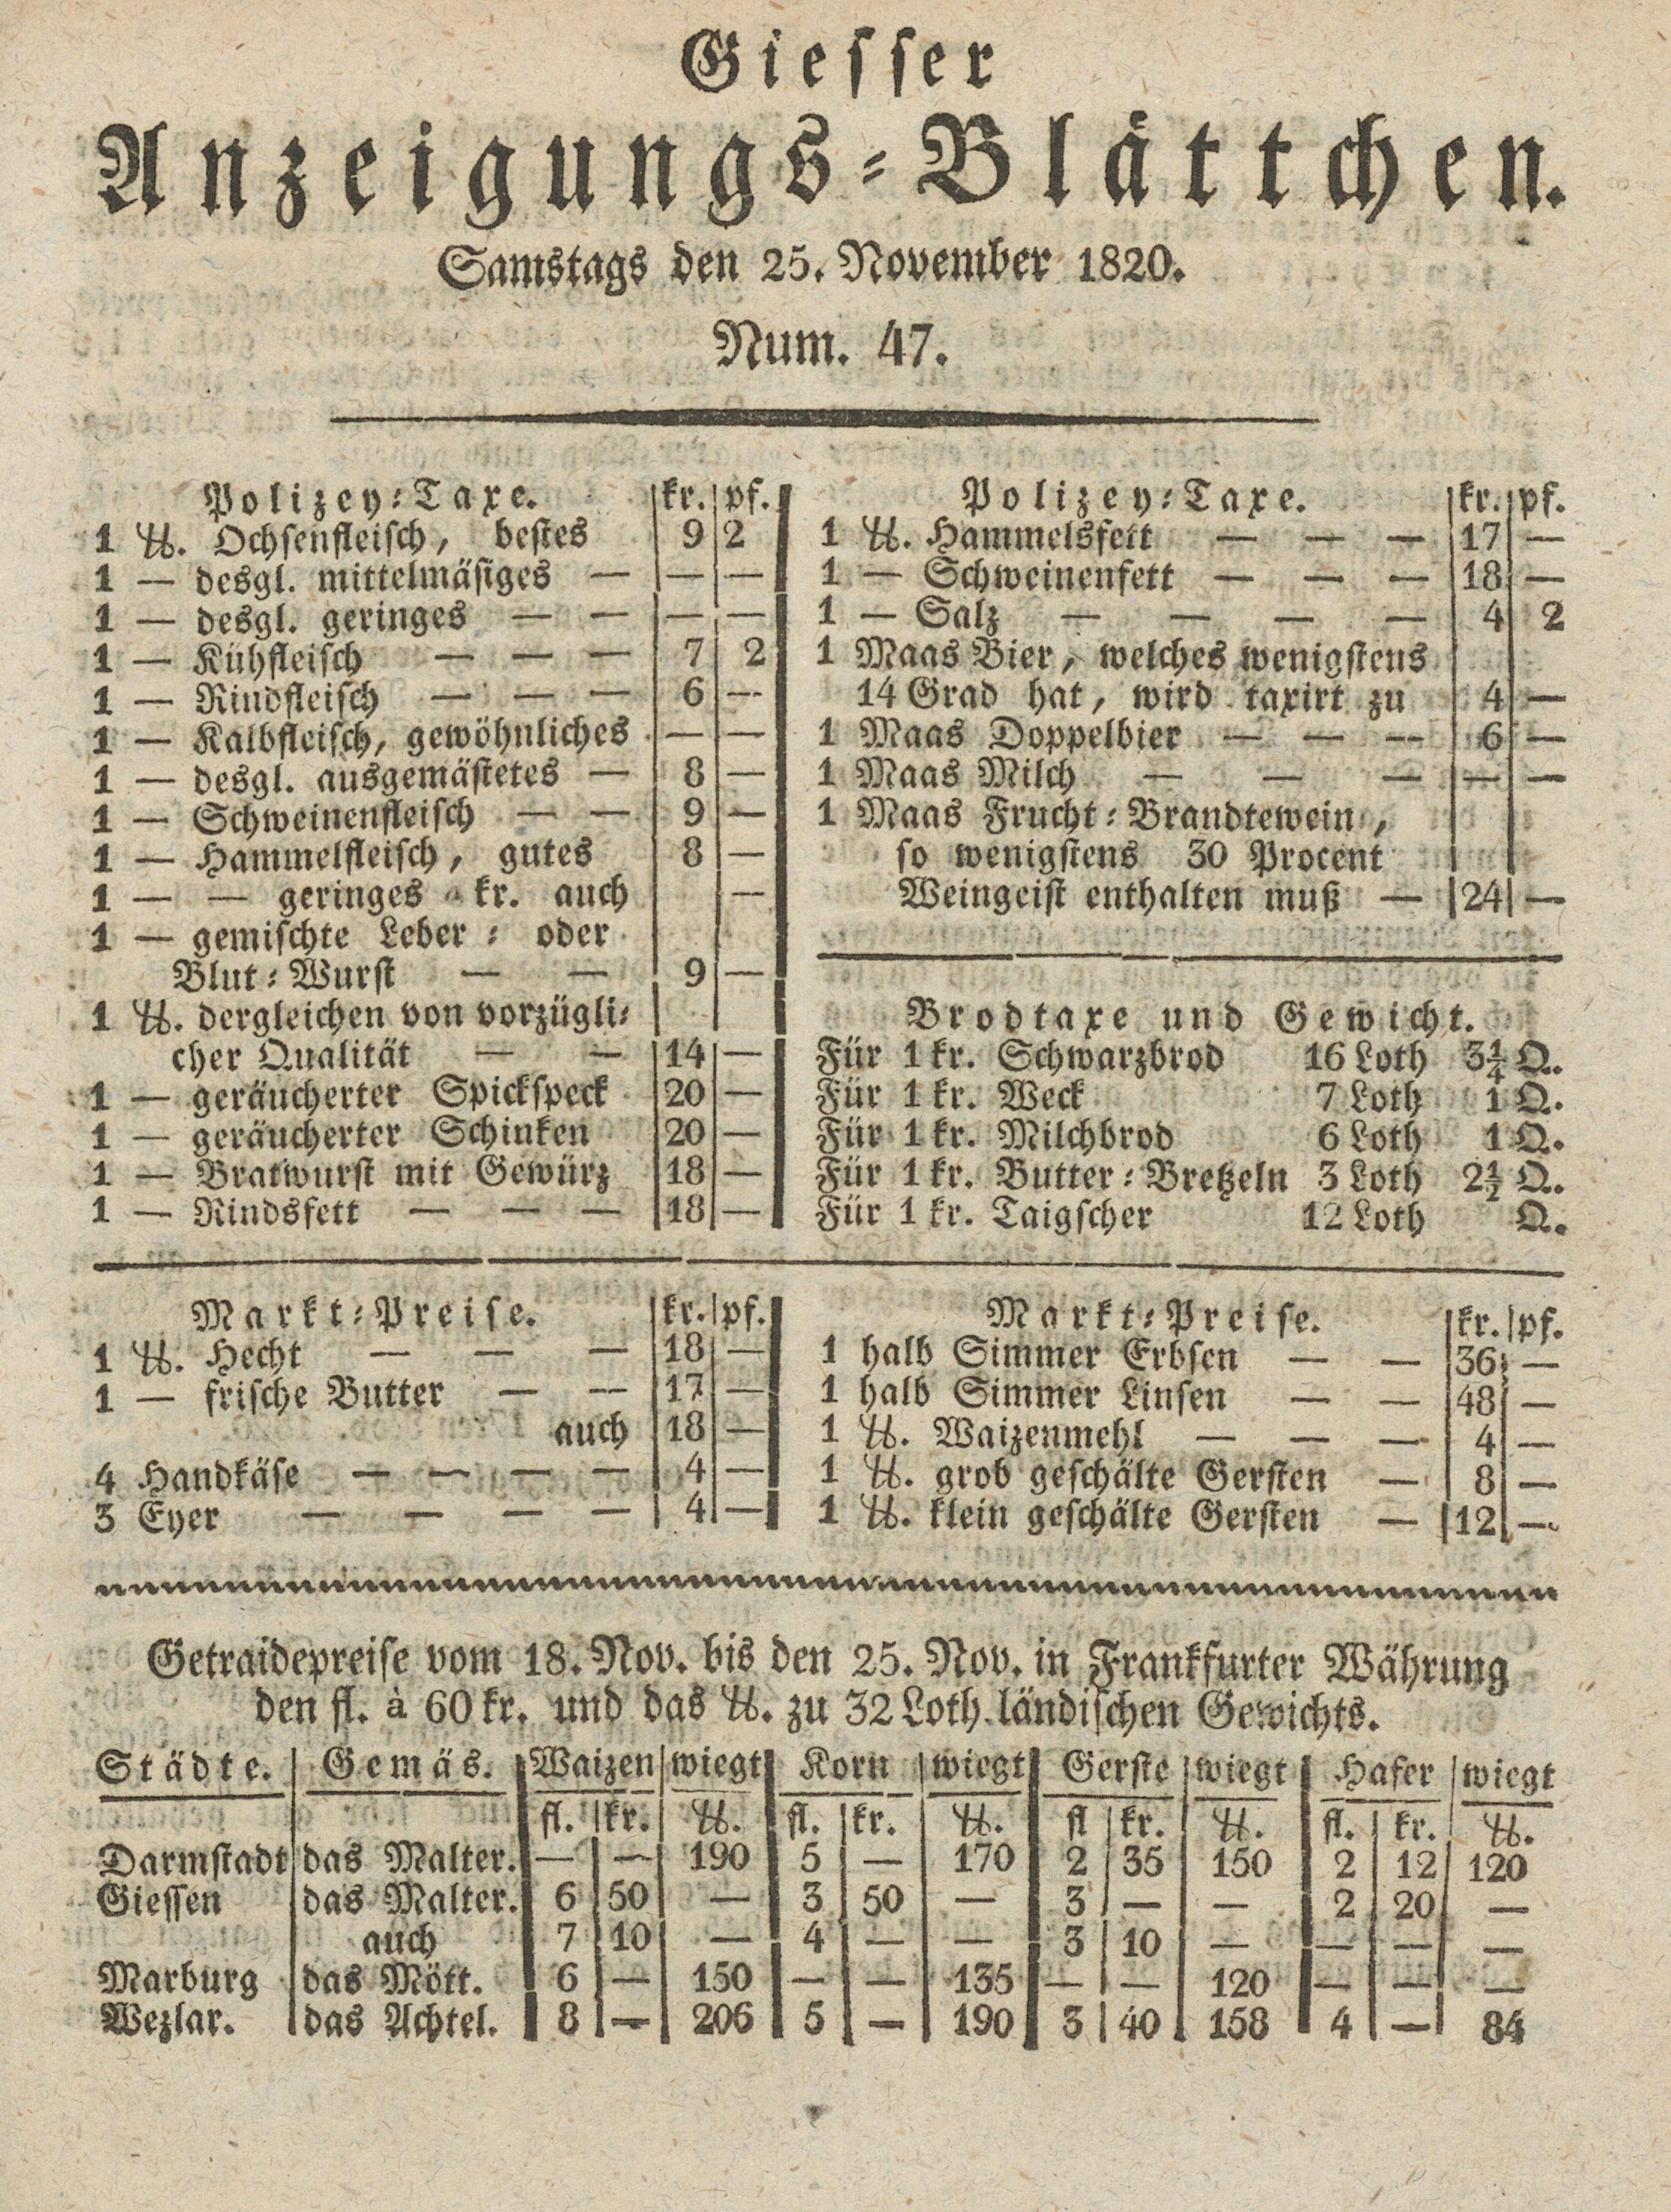 Giesser
Anzeigungs-Blättchen.
Samstags den 25. November 1820.
Num. 47.
Polizey-Taxe. kr. pf.
1 ℔. Ochsenfleisch, bestes 9 2
1 — desgl. mittelmäsiges — — —
1 — desgl. geringes — — — —
1 — Kühfleisch — — — 7 2
1 — Rindfleisch — — — 6 —
1 — Kalbfleisch, gewöhnliches — —
1 — desgl. ausgemästetes — 8 —
1 — Schweinenfleisch — — 9 —
1 — Hammelfleisch, gutes 8 —
1 — — geringes kr. auch —
1 — gemischte Leber- oder
Blut-Wurst — — 9 —
1 ℔. dergleichen von vorzügli-
cher Qualität — — 14 —
1 — geräucherter Spickspeck 20 —
1 — geräucherter Schinken 20 —
1 — Bratwurst mit Gewürz 18 —
1 — Rindsfett — — — 18 —
Polizey-Taxe. kr. pf.
1 ℔. Hammelsfett — — — 17 —
1 — Schweinenfett — — — 18 —
1 — Salz — — — — 4 2
1 Maas Bier, welches wenigstens
14 Grad hat, wird taxirt zu 4 —
1 Maas Doppelbier — — — 6 —
1 Maas Milch — — — — —
1 Maas Frucht-Brandtewein,
so wenigstens 30 Procent
Weingeist enthalten muß — 24 —
Brodtaxe und Gewicht.
Für 1 kr. Schwarzbrod 16 Loth 3¼ Q.
Für 1 kr. Weck 7 Loth 1 Q.
Für 1 kr. Milchbrod 6 Loth 1 Q.
Für 1 kr. Butter-Bretzeln 3 Loth 2½ Q.
Für 1 kr. Taigscher 12 Loth Q.
Markt-Preise. kr. pf.
1 ℔. Hecht — — — 18 —
1 — frische Butter — — 17 —
auch 18 —
4 Handkäse — — — — 4 —
3 Eyer — — — — 4 —
Markt-Preise. kr. pf.
1 halb Simmer Erbsen — — 36 —
1 halb Simmer Linsen — — 48 —
1 ℔. Waizenmehl — — — 4 —
1 ℔. grob geschälte Gersten — 8 —
1 ℔. klein geschälte Gersten — 12 —
Getraidepreise vom 18. Nov. bis den 25. Nov. in Frankfurter Währung
den fl. à 60 kr. und das ℔. zu 32 Loth ländischen Gewichts.
Städte. Gemäs. Waizen wiegt Korn wiegt Gerste wiegt Hafer wiegt
fl. kr. ℔. fl. kr. ℔. fl kr. ℔. fl. kr. ℔.
Darmstadt das Malter. — — 190 5 — 170 2 35 150 2 12 120
Giessen das Malter. 6 50 — 3 50 — 3 — — 2 20 —
auch 7 10 — 4 — — 3 10 — — — —
Marburg das Mött. 6 — 150 — — 135 — — 120 — — —
Wezlar. das Achtel. 8 — 206 5 — 190 3 40 158 4 — 84